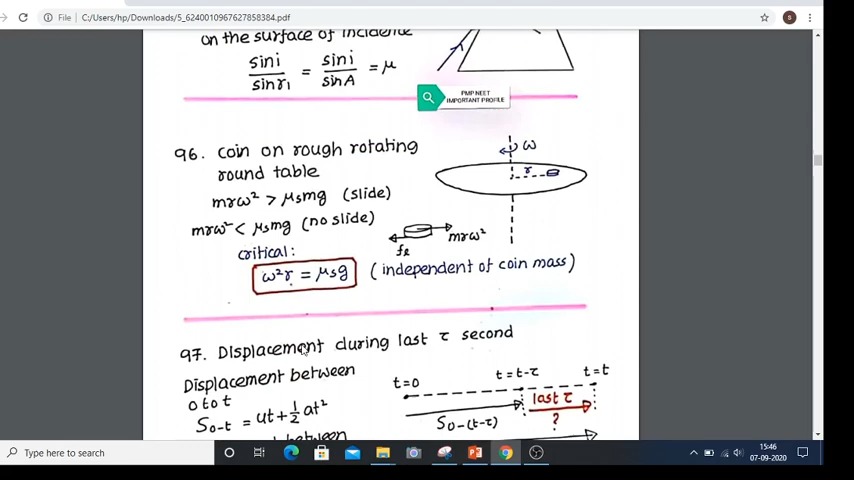 File
C:/Users/hp/Downloads/5_6240010967627858384.pdf
S
on the surface of incidence
sini/sinr₁ = sini/sinA = μ
PMP NEET
IMPORTANT PROFILE
96. coin on rough rotating
round table
mrω² > μsmg (slide)
mrω² < μsmg (no slide)
critical:
ω²r = μsg (independent of coin mass)
ω
r
fℓ
mrω²
97. Displacement during last τ second
Displacement between
0 to t
S₀₋t = ut + ½at²
between
t=0
t=t-τ
t=t
last τ
S₀₋(t-τ)
?
Type here to search
15:46
07-09-2020